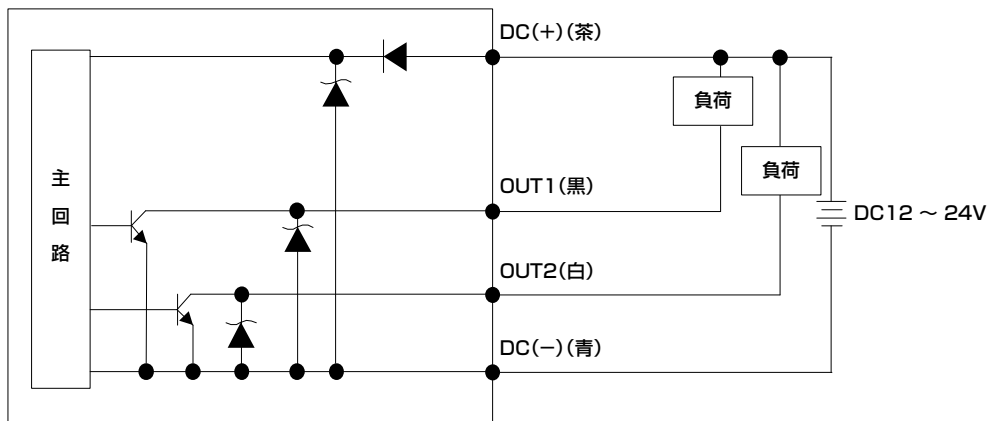 DC(+)(茶)
負荷
負荷
主回路
OUT1(黒)
DC12 ～ 24V
OUT2(白)
DC(−)(青)